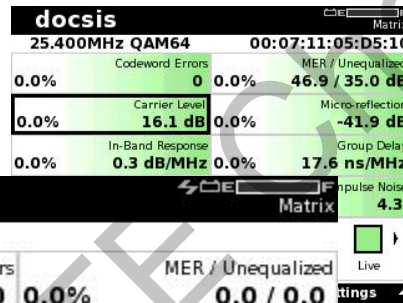 docsis
E
Matri
25.400MHz QAM64 00:07:11:05:D5:10
Codeword Errors MER / Unequalized
0.0% 0 0.0% 46.9 / 35.0 dB
Carrier Level Micro-reflection
0.0% 16.1 dB 0.0% -41.9 dB
In-Band Response Group Delay
0.0% 0.3 dB/MHz 0.0% 17.6 ns/MHz
E F
Matrix
mpulse Noise
4.3
rs MER / Unequalized
0 0.0% 0.0 / 0.0
Live
ttings